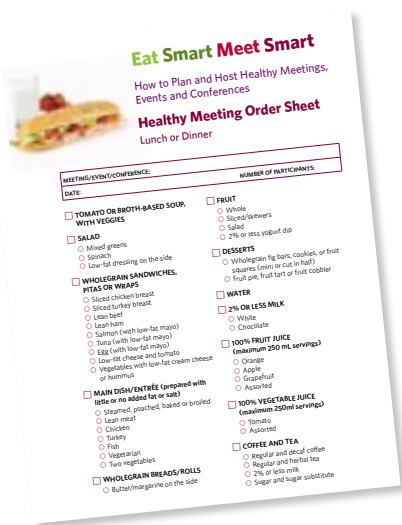 Eat Smart Meet Smart
How to Plan and Host Healthy Meetings,
Events and Conferences
Healthy Meeting Order Sheet
Lunch or Dinner
MEETING/EVENT/CONFERENCE:
DATE:
NUMBER OF PARTICIPANTS:
TOMATO OR BROTH-BASED SOUP,
WITH VEGGIES
SALAD
Mixed greens
Spinach
Low-fat dressing on the side
WHOLEGRAIN SANDWICHES,
PITAS OR WRAPS
Sliced chicken breast
Sliced turkey breast
Lean beef
Lean ham
Salmon (with low-fat mayo)
Tuna (with low-fat mayo)
Egg (with low-fat mayo)
Low-fat cheese and tomato
Vegetables with low-fat cream cheese
or hummus
MAIN DISH/ENTRÉE (prepared with
little or no added fat or salt)
Steamed, poached, baked or broiled:
Lean meat
Chicken
Turkey
Fish
Vegetarian
Two vegetables
WHOLEGRAIN BREADS/ROLLS
Butter/margarine on the side
FRUIT
Whole
Sliced/skewers
Salad
2% or less yogurt dip
DESSERTS
Wholegrain fig bars, cookies, or fruit
squares (mini or cut in half)
Fruit pie, fruit tart or fruit cobbler
WATER
2% OR LESS MILK
White
Chocolate
100% FRUIT JUICE
(maximum 250 mL servings)
Orange
Apple
Grapefruit
Assorted
100% VEGETABLE JUICE
(maximum 250ml servings)
Tomato
Assorted
COFFEE AND TEA
Regular and decaf coffee
Regular and herbal tea
2% or less milk
Sugar and sugar substitute